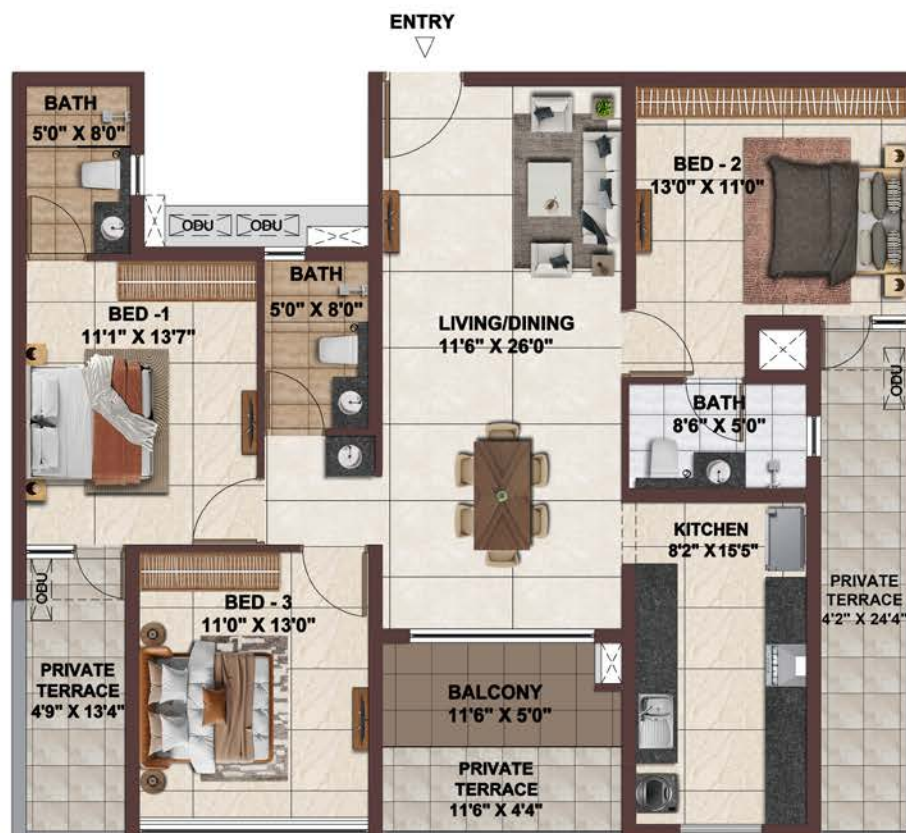 ENTRY
BATH
5'0" X 8'0"
BED - 2
13'0" X 11'0"
ODU
ODU
BATH
5'0" X 8'0"
BED -1
11'1" X 13'7"
LIVING/DINING
11'6" X 26'0"
ODU
BATH
8'6" X 5'0"
KITCHEN
8'2" X 15'5"
PRIVATE
TERRACE
4'2" X 24'4"
ODU
BED - 3
11'0" X 13'0"
PRIVATE
TERRACE
4'9" X 13'4"
BALCONY
11'6" X 5'0"
PRIVATE
TERRACE
11'6" X 4'4"